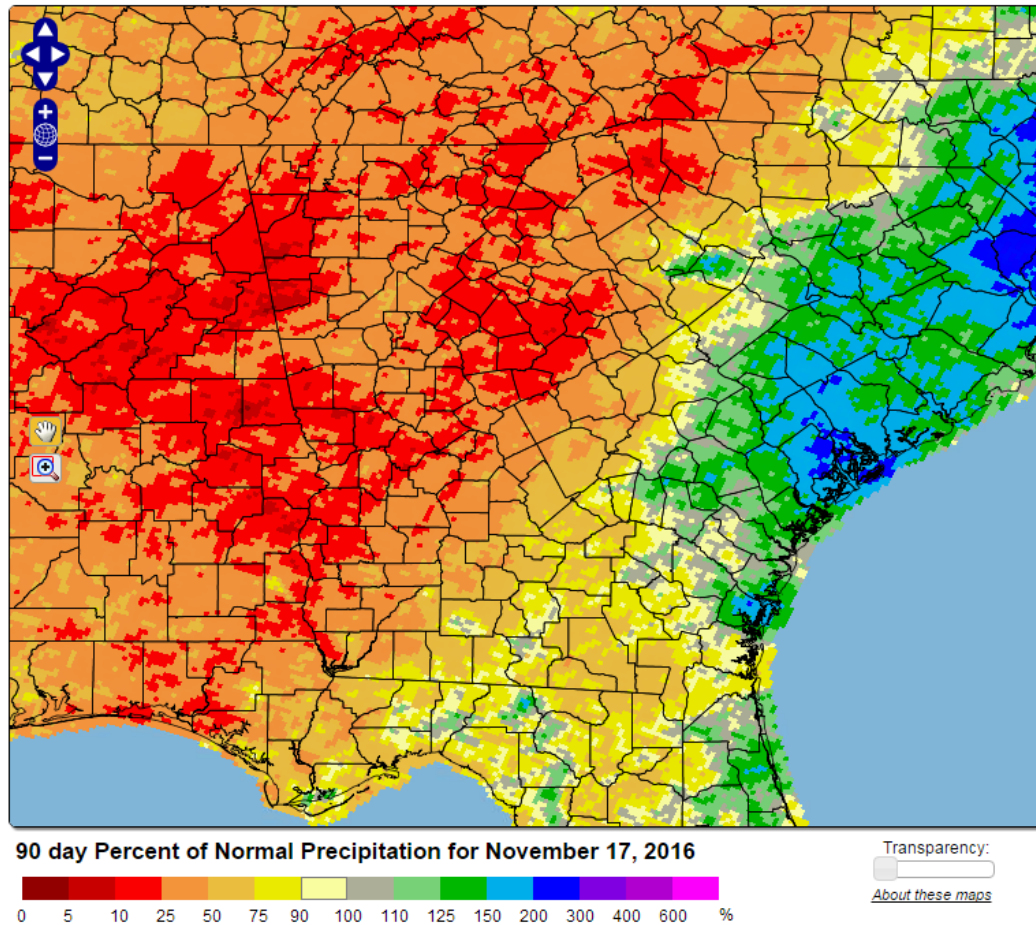 90 day Percent of Normal Precipitation for November 17, 2016
Transparency:
About these maps
0 5 10 25 50 75 90 100 110 125 150 200 300 400 600 %